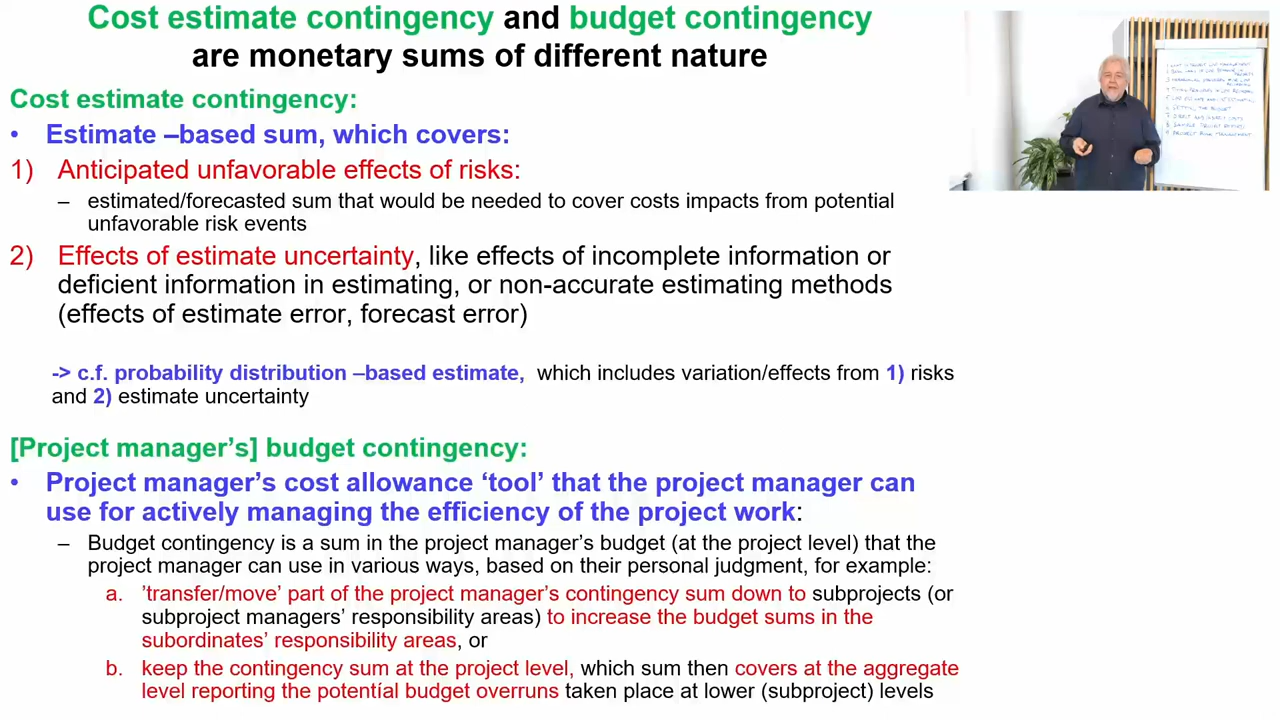 Cost estimate contingency and budget contingency
are monetary sums of different nature
Cost estimate contingency:
• Estimate –based sum, which covers:
1) Anticipated unfavorable effects of risks:
– estimated/forecasted sum that would be needed to cover costs impacts from potential
unfavorable risk events
2) Effects of estimate uncertainty, like effects of incomplete information or
deficient information in estimating, or non-accurate estimating methods
(effects of estimate error, forecast error)
-> c.f. probability distribution –based estimate, which includes variation/effects from 1) risks
and 2) estimate uncertainty
[Project manager’s] budget contingency:
• Project manager’s cost allowance ‘tool’ that the project manager can
use for actively managing the efficiency of the project work:
– Budget contingency is a sum in the project manager’s budget (at the project level) that the
project manager can use in various ways, based on their personal judgment, for example:
a. ’transfer/move’ part of the project manager’s contingency sum down to subprojects (or
subproject managers’ responsibility areas) to increase the budget sums in the
subordinates’ responsibility areas, or
b. keep the contingency sum at the project level, which sum then covers at the aggregate
level reporting the potentíal budget overruns taken place at lower (subproject) levels